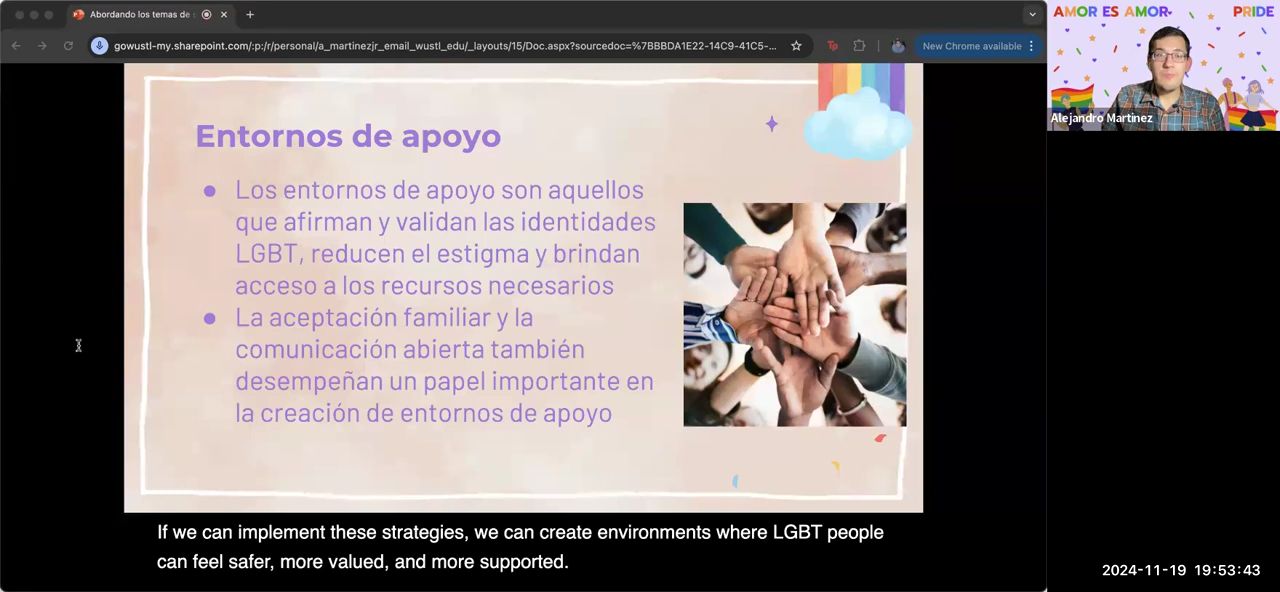 Abordando los temas de
gowustl-my.sharepoint.com/:p:/r/personal/a_martinezjr_email_wustl_edu/_layouts/15/Doc.aspx?sourcedoc=%7BBBDA1E22-14C9-41C5-...
Tp
New Chrome available
AMOR ES AMOR PRIDE
Alejandro Martinez
Entornos de apoyo
● Los entornos de apoyo son aquellos
que afirman y validan las identidades
LGBT, reducen el estigma y brindan
acceso a los recursos necesarios
● La aceptación familiar y la
comunicación abierta también
desempeñan un papel importante en
la creación de entornos de apoyo
If we can implement these strategies, we can create environments where LGBT people
can feel safer, more valued, and more supported.
2024-11-19 19:53:43